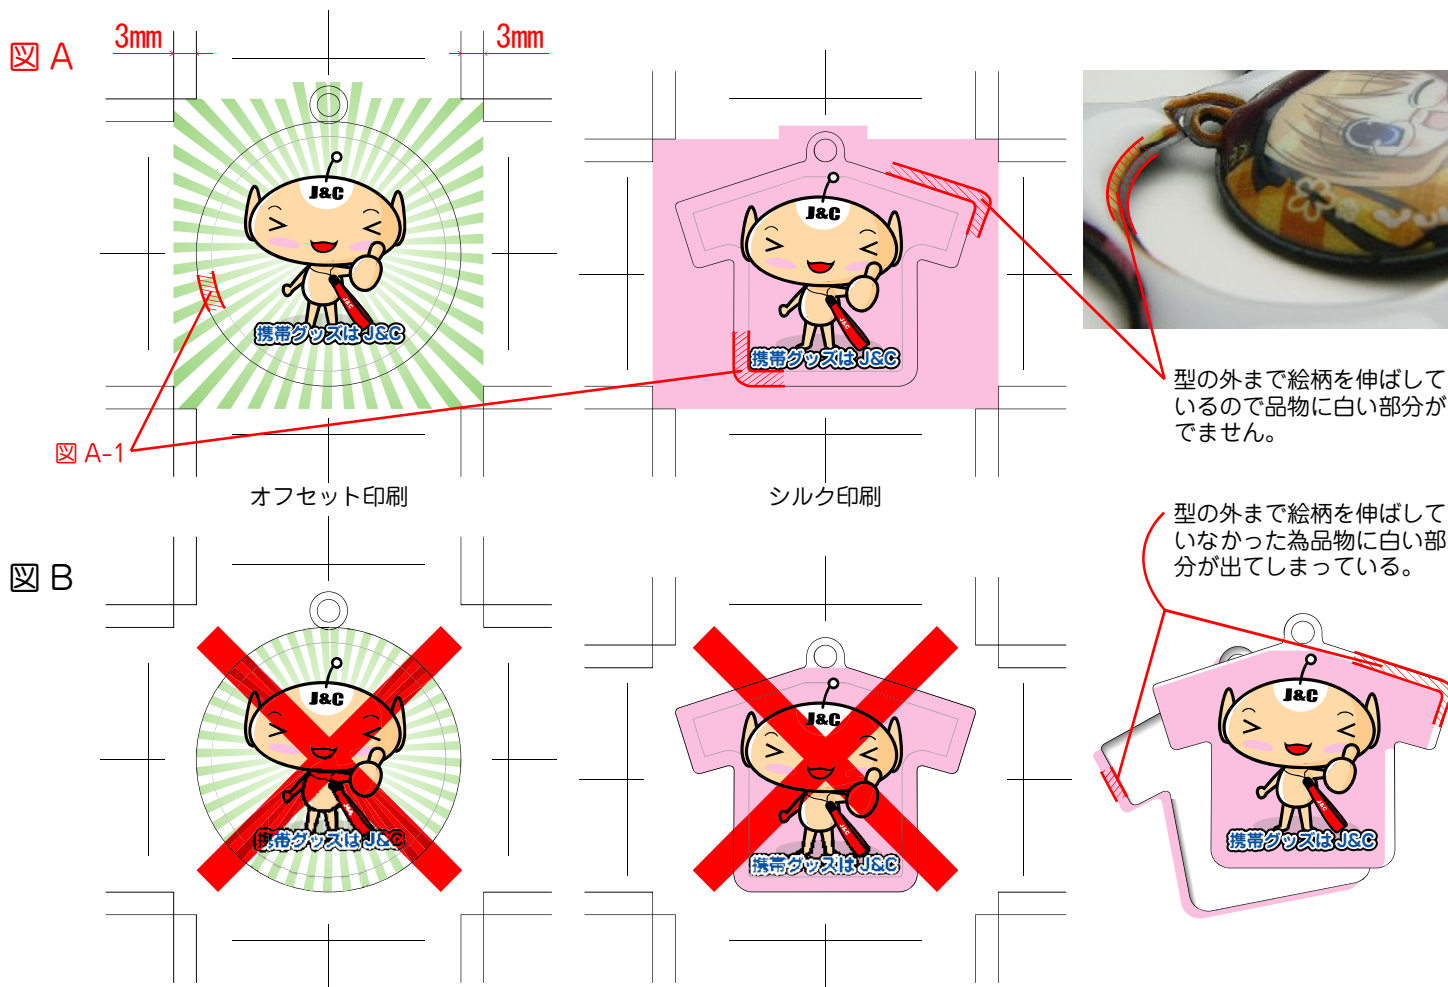 図 A
3mm
3mm
J&C
J&C
携帯グッズは J&C
J&C
J&C
携帯グッズは J&C
型の外まで絵柄を伸ばして
いるので品物に白い部分が
でません。
図 A-1
オフセット印刷
シルク印刷
型の外まで絵柄を伸ばして
いなかった為品物に白い部
分が出てしまっている。
図 B
J&C
J&C
携帯グッズは J&C
J&C
J&C
携帯グッズは J&C
J&C
J&C
携帯グッズは J&C